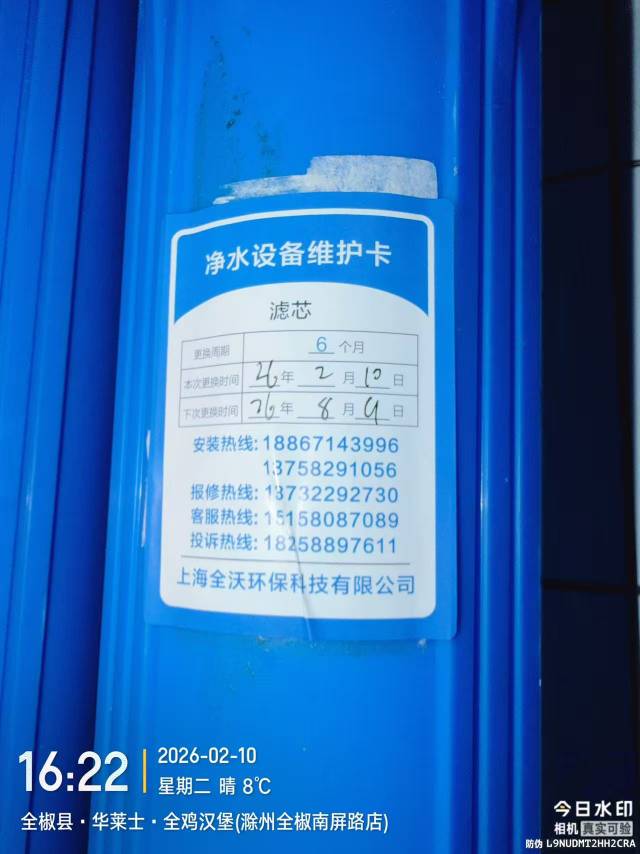 净水设备维护卡
滤芯
更换周期 6 个月
本次更换时间 26 年 2 月 10 日
下次更换时间 26 年 8 月 9 日
安装热线: 18867143996
13758291056
报修热线: 13732292730
客服热线: 15158087089
投诉热线: 18258897611
上海全沃环保科技有限公司
16:22
2026-02-10
星期二 晴 8℃
全椒县·华莱士·全鸡汉堡(滁州全椒南屏路店)
今日水印
相机 真实可验
防伪 L9NUDMT2HH2CRA